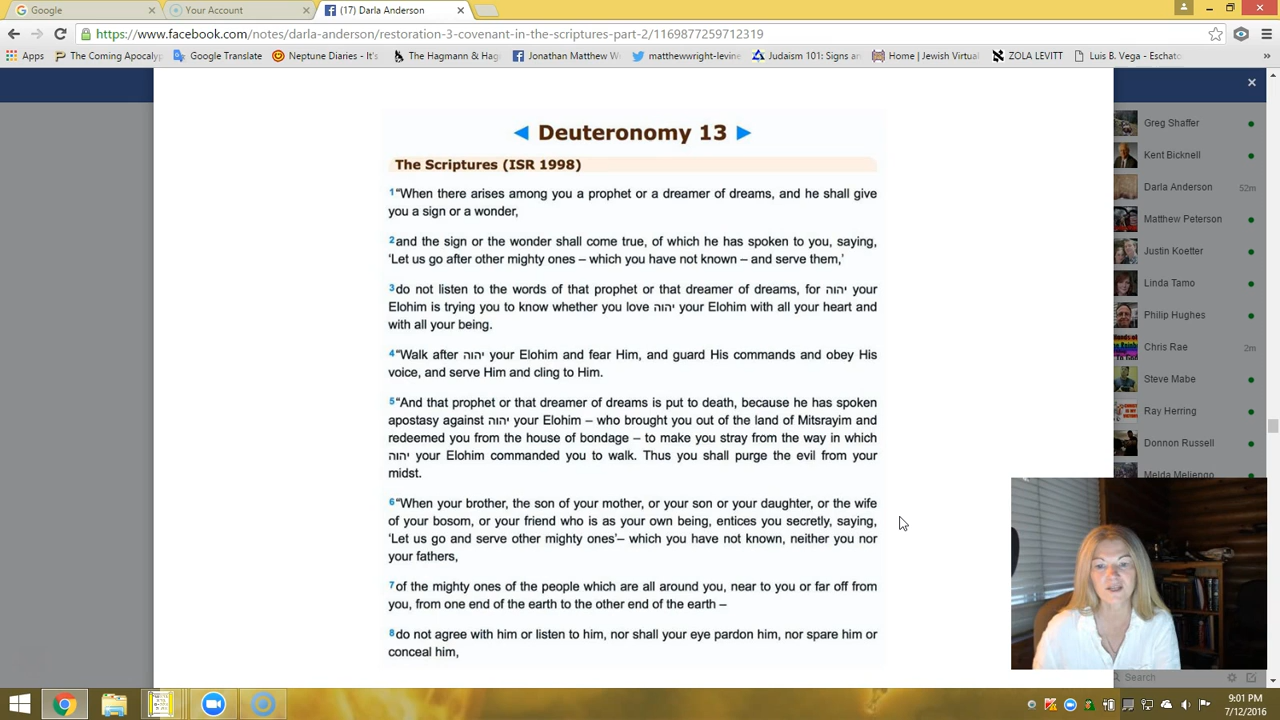 Google
Your Account
(17) Darla Anderson
https://www.facebook.com/notes/darla-anderson/restoration-3-covenant-in-the-scriptures-part-2/1169877259712319
Apps
The Coming Apocalyp
Google Translate
Neptune Diaries - It's
The Hagmann & Hag
Jonathan Matthew W
matthewwright-levine
Judaism 101: Signs an
Home | Jewish Virtual
ZOLA LEVITT
Luis B. Vega - Eschato
Deuteronomy 13
The Scriptures (ISR 1998)
1“When there arises among you a prophet or a dreamer of dreams, and he shall give
you a sign or a wonder,
2and the sign or the wonder shall come true, of which he has spoken to you, saying,
‘Let us go after other mighty ones – which you have not known – and serve them,’
3do not listen to the words of that prophet or that dreamer of dreams, for יהוה your
Elohim is trying you to know whether you love יהוה your Elohim with all your heart and
with all your being.
4“Walk after יהוה your Elohim and fear Him, and guard His commands and obey His
voice, and serve Him and cling to Him.
5“And that prophet or that dreamer of dreams is put to death, because he has spoken
apostasy against יהוה your Elohim – who brought you out of the land of Mitsrayim and
redeemed you from the house of bondage – to make you stray from the way in which
יהוה your Elohim commanded you to walk. Thus you shall purge the evil from your
midst.
6“When your brother, the son of your mother, or your son or your daughter, or the wife
of your bosom, or your friend who is as your own being, entices you secretly, saying,
‘Let us go and serve other mighty ones’– which you have not known, neither you nor
your fathers,
7of the mighty ones of the people which are all around you, near to you or far off from
you, from one end of the earth to the other end of the earth –
8do not agree with him or listen to him, nor shall your eye pardon him, nor spare him or
conceal him,
Greg Shaffer
Kent Bicknell
Darla Anderson 52m
Matthew Peterson
Justin Koetter
Linda Tamo
Philip Hughes
Chris Rae 2m
Steve Mabe
Ray Herring
Donnon Russell
Melda Meliengo
Search
9:01 PM
7/12/2016